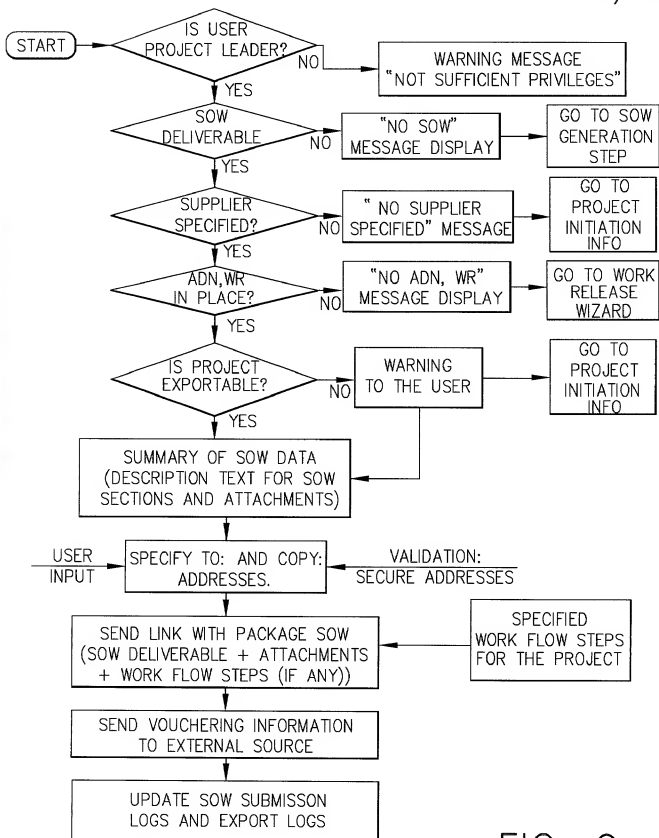 START
IS USER
PROJECT LEADER?
NO
WARNING MESSAGE
"NOT SUFFICIENT PRIVILEGES"
YES
SOW
DELIVERABLE
NO
"NO SOW"
MESSAGE DISPLAY
GO TO SOW
GENERATION
STEP
YES
SUPPLIER
SPECIFIED?
NO
" NO SUPPLIER
SPECIFIED" MESSAGE
GO TO
PROJECT
INITIATION
INFO
YES
ADN,WR
IN PLACE?
NO
"NO ADN, WR"
MESSAGE DISPLAY
GO TO WORK
RELEASE
WIZARD
YES
IS PROJECT
EXPORTABLE?
NO
WARNING
TO THE USER
GO TO
PROJECT
INITIATION
INFO
YES
SUMMARY OF SOW DATA
(DESCRIPTION TEXT FOR SOW
SECTIONS AND ATTACHMENTS)
USER
INPUT
SPECIFY TO: AND COPY:
ADDRESSES.
VALIDATION:
SECURE ADDRESSES
SEND LINK WITH PACKAGE SOW
(SOW DELIVERABLE + ATTACHMENTS
+ WORK FLOW STEPS (IF ANY))
SPECIFIED
WORK FLOW STEPS
FOR THE PROJECT
SEND VOUCHERING INFORMATION
TO EXTERNAL SOURCE
UPDATE SOW SUBMISSON
LOGS AND EXPORT LOGS